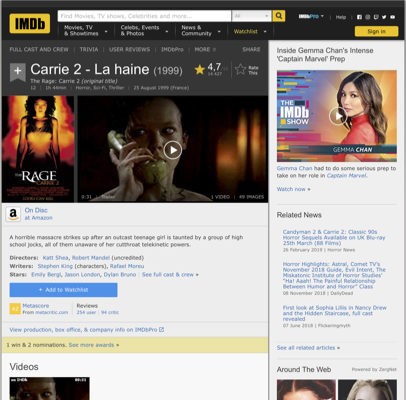 IMDb
Find Movies, TV shows, Celebrities and more...
All
IMDbPro
Help
Movies, TV & Showtimes
Celebs, Events & Photos
News & Community
Watchlist
Sign in
FULL CAST AND CREW | TRIVIA | USER REVIEWS | IMDbPro | MORE
SHARE
Carrie 2 - La haine (1999)
The Rage: Carrie 2 (original title)
12 | 1h 44min | Horror, Sci-Fi, Thriller | 25 August 1999 (France)
4,7
Rate This
THE RAGE
CARRIE 2
0:31 | Trailer
1 VIDEO | 49 IMAGES
On Disc
at Amazon
A horrible massacre strikes up after an outcast teenage girl is taunted by a group of high school jocks, all of them unaware of her cutthroat telekinetic powers.
Directors: Katt Shea, Robert Mandel (uncredited)
Writers: Stephen King (characters), Rafael Moreu
Stars: Emily Bergl, Jason London, Dylan Bruno | See full cast & crew »
+ Add to Watchlist
Metascore
From metacritic.com
Reviews
254 user | 94 critic
View production, box office, & company info on IMDbPro
1 win & 2 nominations. See more awards »
Videos
00:31
Inside Gemma Chan's Intense 'Captain Marvel' Prep
THE IMDb SHOW
GEMMA CHAN
Gemma Chan had to do some serious prep to take on her role in Captain Marvel.
Watch now »
Related News
Candyman 2 & Carrie 2: Classic 90s Horror Sequels Available on UK Blu-ray 25th March (88 Films)
26 February 2019 | Horror News
Horror Highlights: Astral, Comet TV's November 2018 Guide, Evil Intent, The Miskatonic Institute of Horror Studies' "Ha! Aaah! The Painful Relationship Between Humor and Horror" Class
08 November 2018 | DailyDead
First look at Sophia Lillis in Nancy Drew and the Hidden Staircase, full cast revealed
07 June 2018 | Flickeringmyth
See all related articles »
Around The Web
Powered by ZergNet